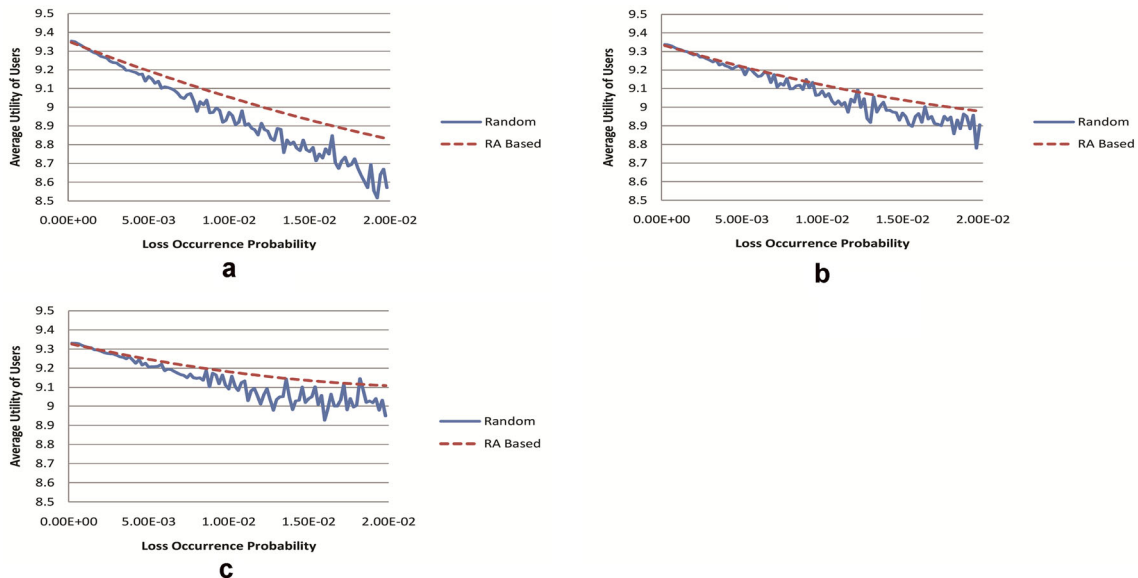 9.5
9.4
9.3
9.2
9.1
9
8.9
8.8
8.7
8.6
8.5
Average Utility of Users
0.00E+00 5.00E-03 1.00E-02 1.50E-02 2.00E-02
Loss Occurrence Probability
Random
RA Based
a
9.5
9.4
9.3
9.2
9.1
9
8.9
8.8
8.7
8.6
8.5
Average Utility of Users
0.00E+00 5.00E-03 1.00E-02 1.50E-02 2.00E-02
Loss Occurrence Probability
Random
RA Based
b
9.5
9.4
9.3
9.2
9.1
9
8.9
8.8
8.7
8.6
8.5
Average Utility of Users
0.00E+00 5.00E-03 1.00E-02 1.50E-02 2.00E-02
Loss Occurrence Probability
Random
RA Based
c